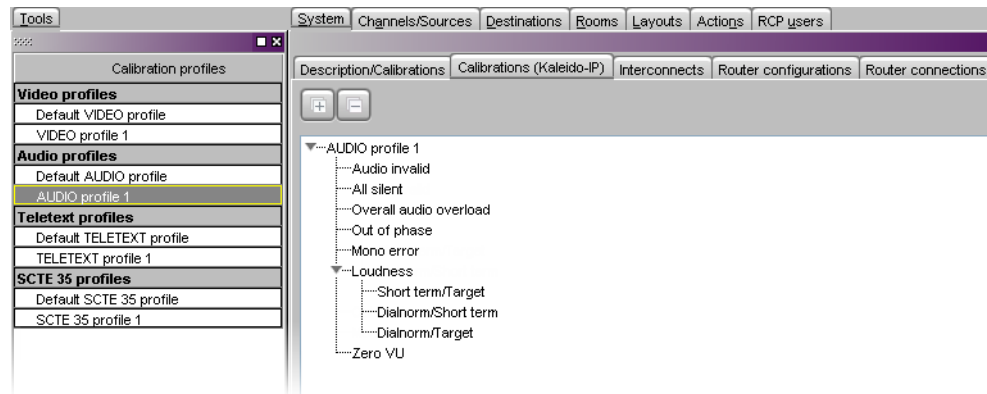 Tools
System Channels/Sources Destinations Rooms Layouts Actions RCP users
Calibration profiles
Description/Calibrations Calibrations (Kaleido-IP) Interconnects Router configurations Router connections
Video profiles
Default VIDEO profile
VIDEO profile 1
Audio profiles
Default AUDIO profile
AUDIO profile 1
Teletext profiles
Default TELETEXT profile
TELETEXT profile 1
SCTE 35 profiles
Default SCTE 35 profile
SCTE 35 profile 1
AUDIO profile 1
Audio invalid
All silent
Overall audio overload
Out of phase
Mono error
Loudness
Short term/Target
Dialnorm/Short term
Dialnorm/Target
Zero VU